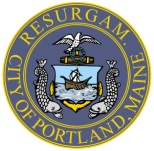 RESURGAM.
CITY OF PORTLAND, MAINE.